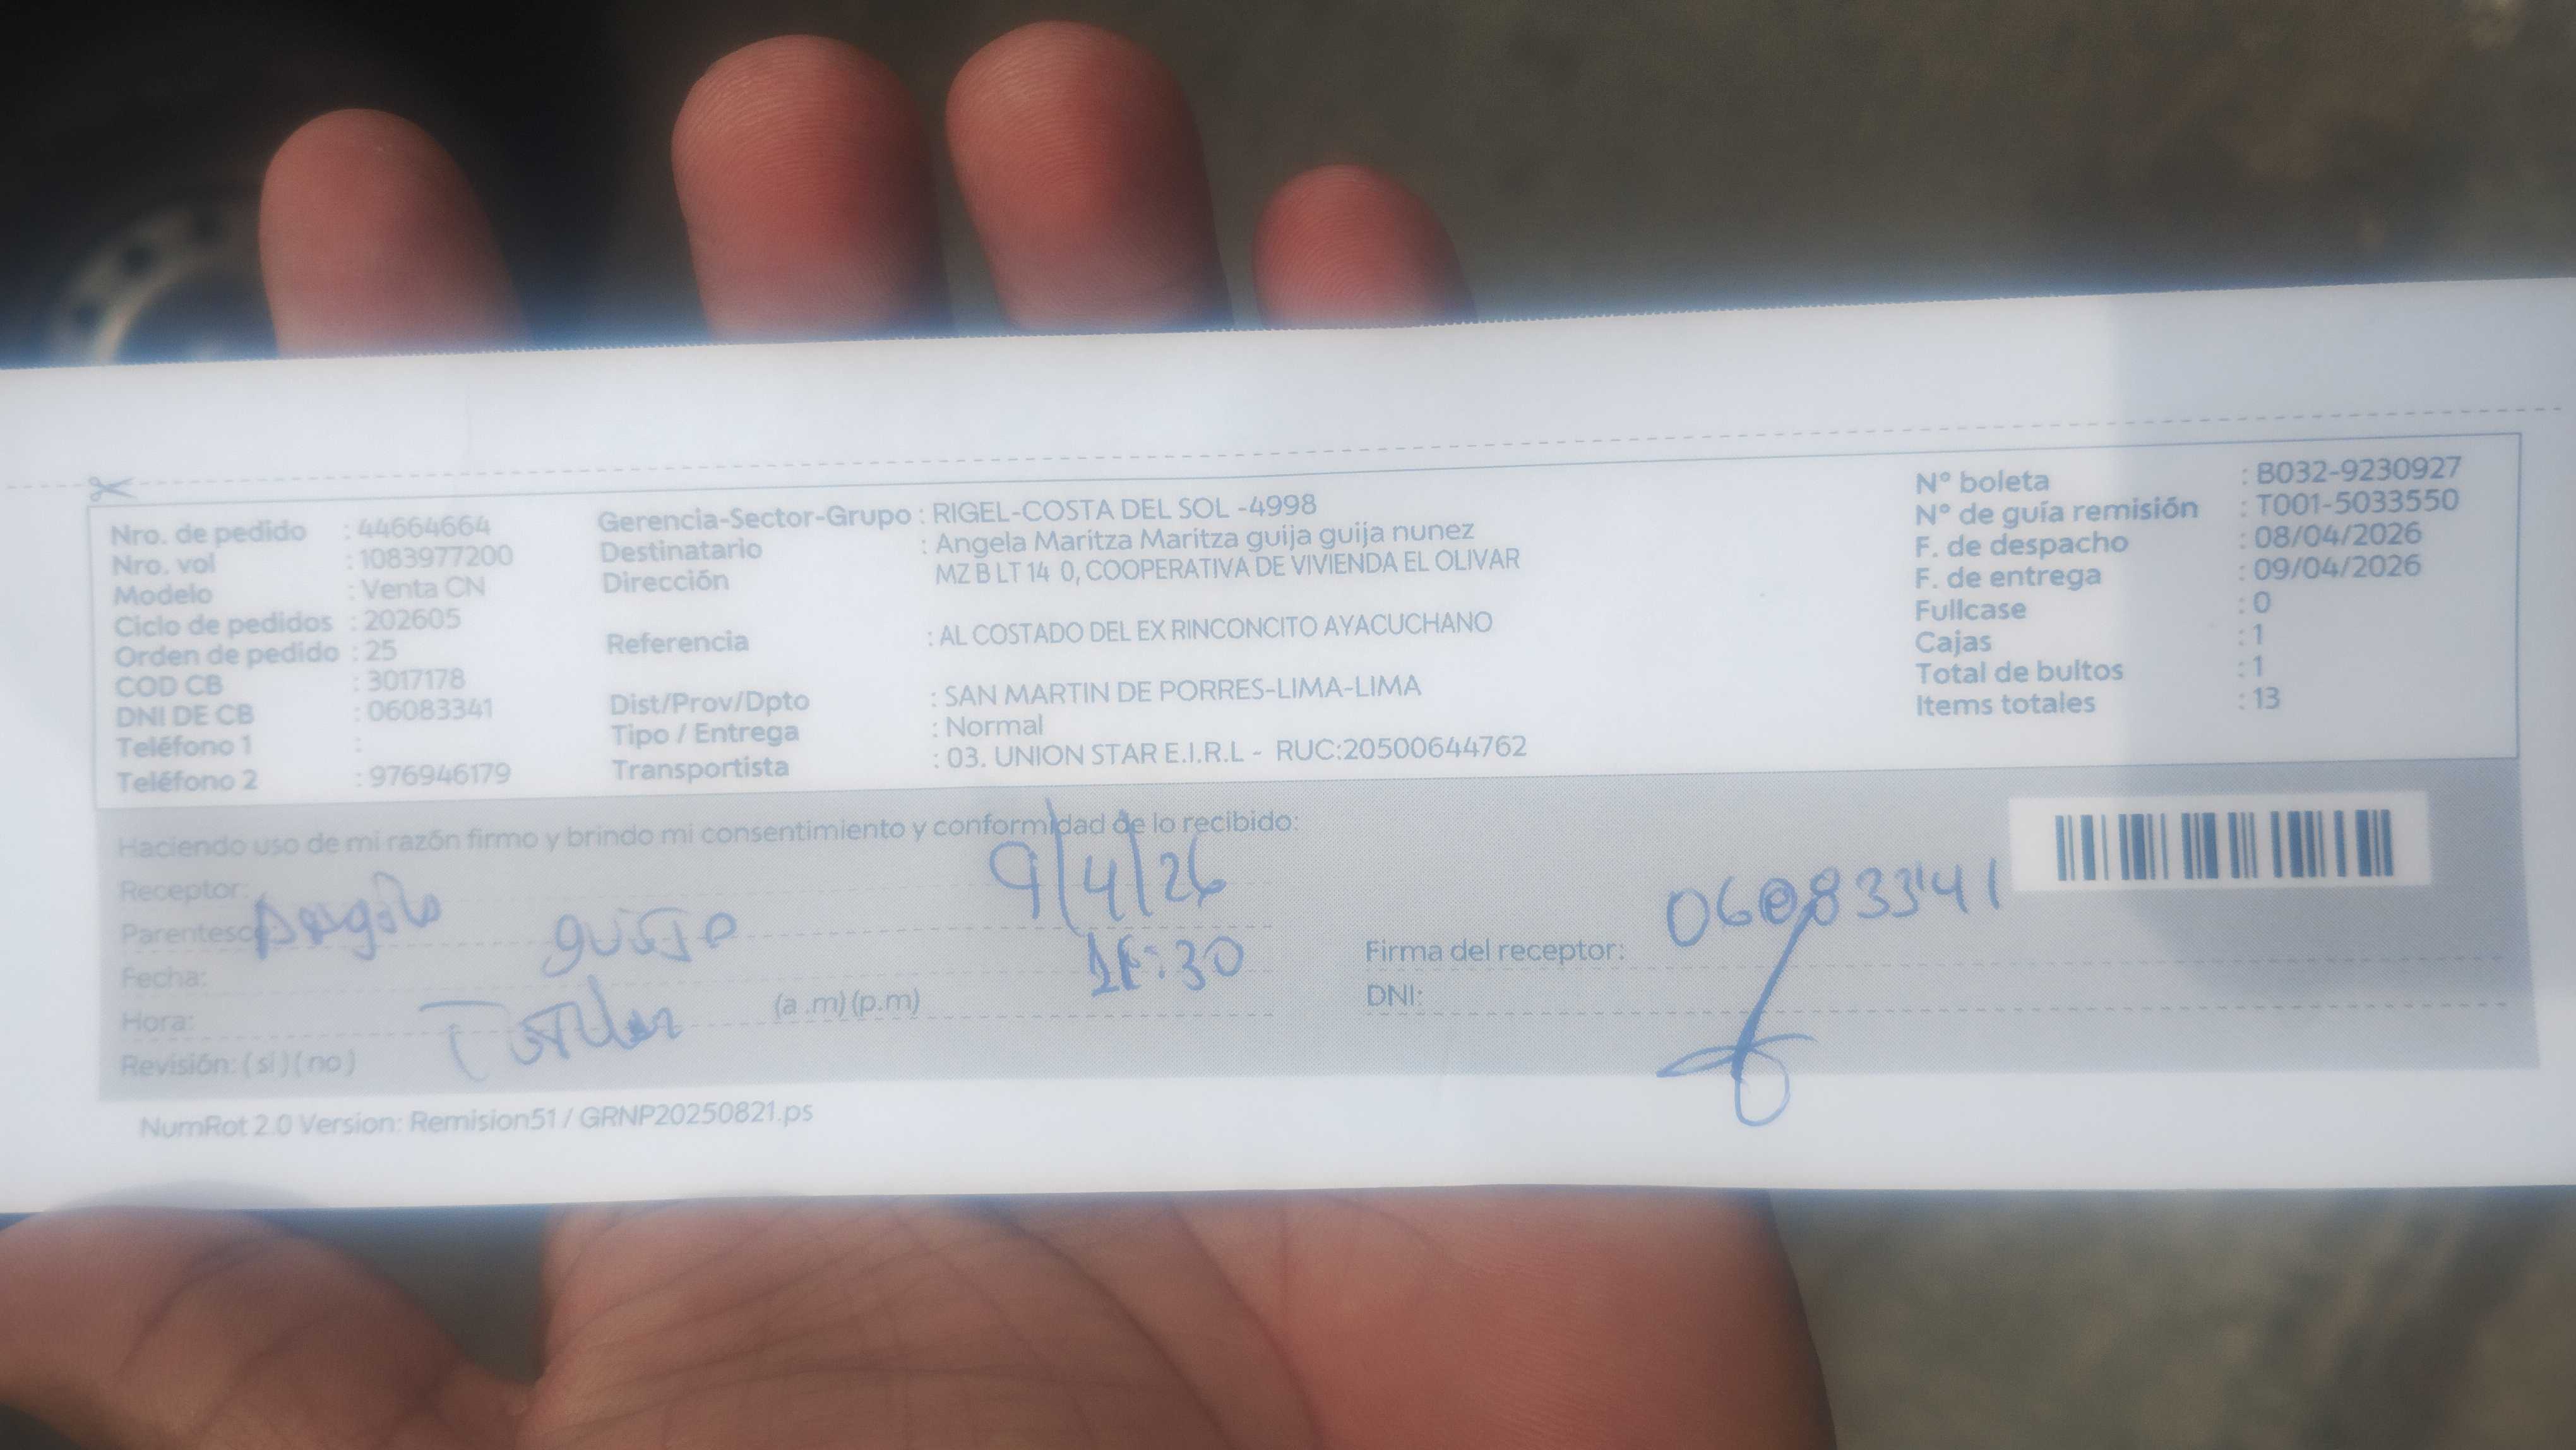 Nro. de pedido : 44664664
Nro. vol : 1083977200
Modelo : Venta CN
Ciclo de pedidos : 202605
Orden de pedido : 25
COD CB : 3017178
DNI DE CB : 06083341
Teléfono 1 :
Teléfono 2 : 976946179
Gerencia-Sector-Grupo : RIGEL-COSTA DEL SOL -4998
Destinatario : Angela Maritza Maritza guija guija nunez
Dirección MZ B LT 14 0, COOPERATIVA DE VIVIENDA EL OLIVAR
Referencia : AL COSTADO DEL EX RINCONCITO AYACUCHANO
Dist/Prov/Dpto : SAN MARTIN DE PORRES-LIMA-LIMA
Tipo / Entrega : Normal
Transportista : 03. UNION STAR E.I.R.L - RUC:20500644762
N° boleta : B032-9230927
N° de guía remisión : T001-5033550
F. de despacho : 08/04/2026
F. de entrega : 09/04/2026
Fullcase : 0
Cajas : 1
Total de bultos : 1
Items totales : 13
Haciendo uso de mi razón firmo y brindo mi consentimiento y conformidad de lo recibido:
Receptor:
Parentesco:
9/4/26
Fecha:
Hora: (a .m) (p.m)
Revisión: ( si ) ( no )
06083341
Firma del receptor:
DNI:
NumRot 2.0 Version: Remision51 / GRNP20250821.ps